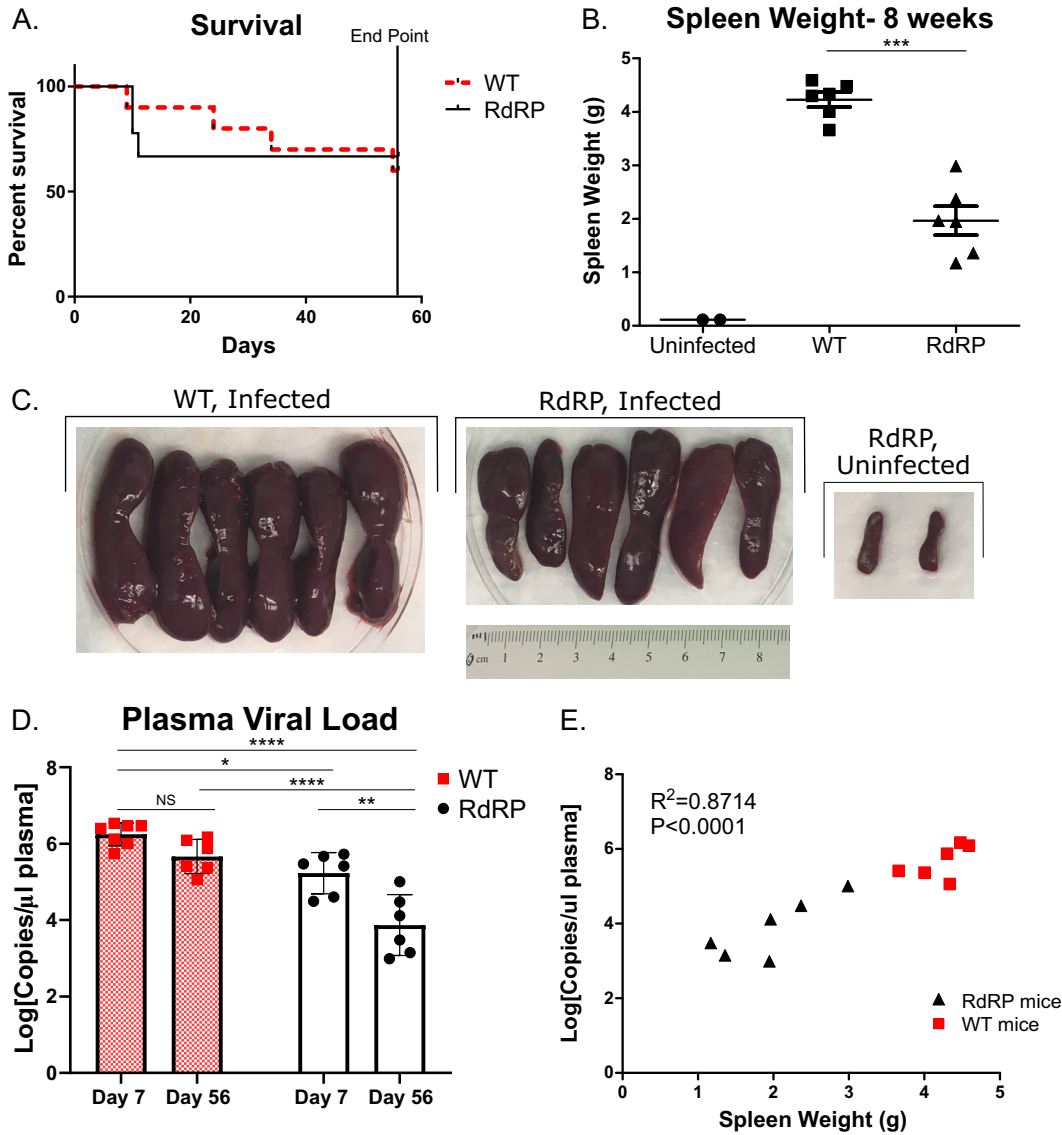 A.
Survival
End Point
WT
RdRP
Percent survival
100
50
0
0 20 40 60
Days
B.
Spleen Weight- 8 weeks
***
Spleen Weight (g)
5
4
3
2
1
0
Uninfected WT RdRP
C.
WT, Infected
RdRP, Infected
RdRP,
Uninfected
0 cm 1 2 3 4 5 6 7 8
D.
Plasma Viral Load
****
*
****
NS
**
WT
RdRP
Log[Copies/μl plasma]
8
6
4
2
0
Day 7 Day 56 Day 7 Day 56
E.
R²=0.8714
P<0.0001
Log[Copies/ul plasma]
8
6
4
2
0
RdRP mice
WT mice
0 1 2 3 4 5
Spleen Weight (g)